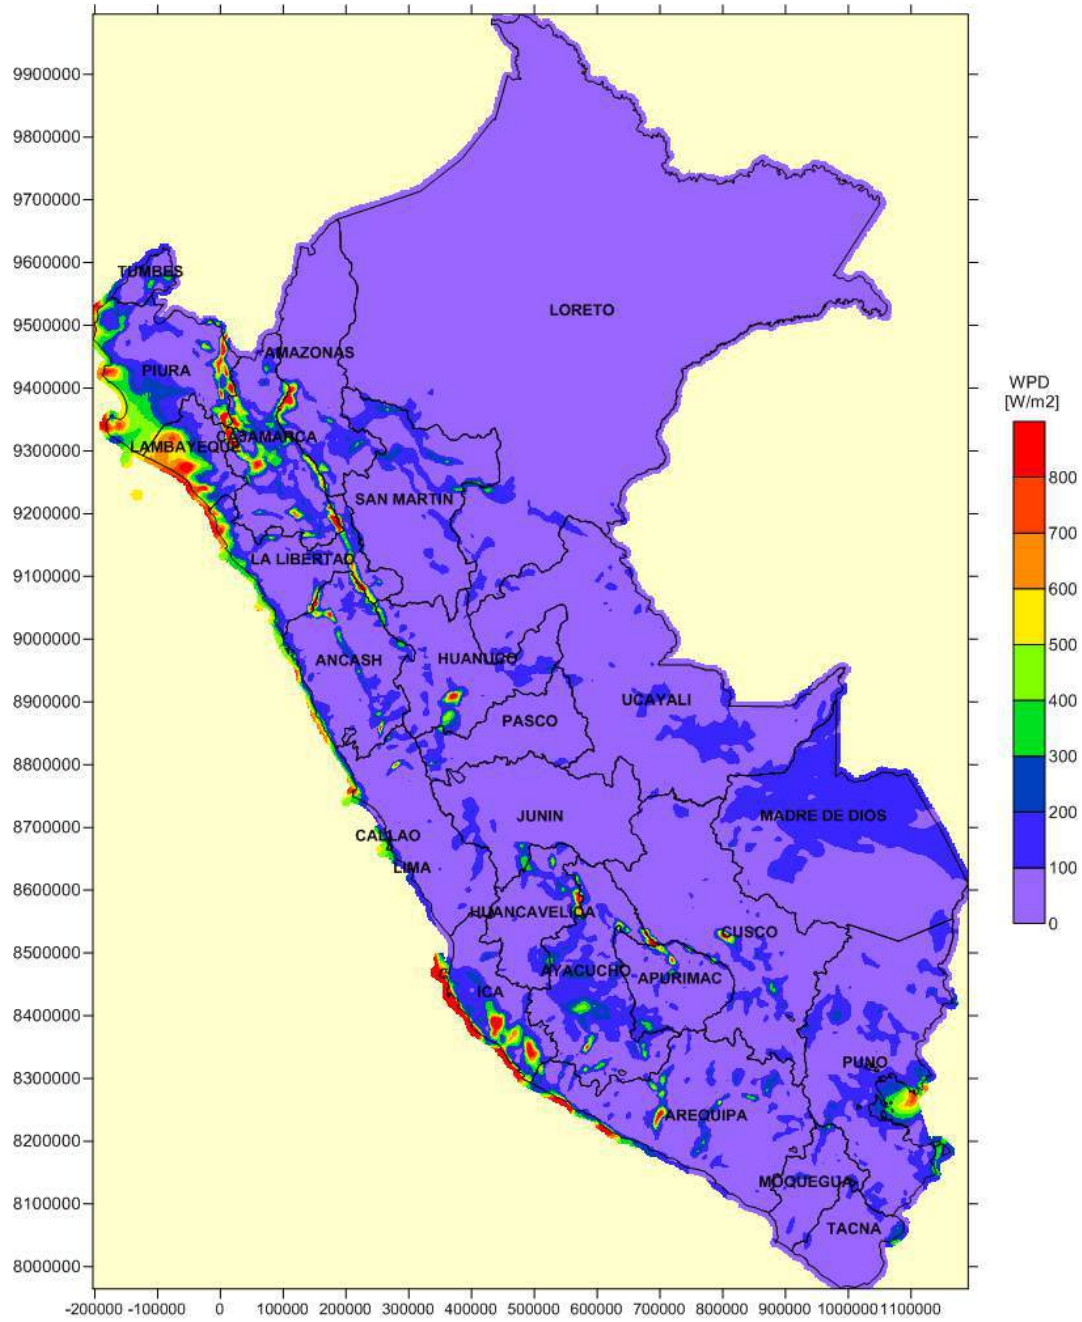 9900000
9800000
9700000
9600000
9500000
9400000
9300000
9200000
9100000
9000000
8900000
8800000
8700000
8600000
8500000
8400000
8300000
8200000
8100000
8000000
TUMBES
LORETO
AMAZONAS
PIURA
CAJAMARCA
LAMBAYEQUE
SAN MARTIN
LA LIBERTAD
ANCASH
HUANUCO
UCAYALI
PASCO
JUNIN
MADRE DE DIOS
CALLAO
LIMA
HUANCAVELICA
CUSCO
AYACUCHO
APURIMAC
ICA
PUNO
AREQUIPA
MOQUEGUA
TACNA
-200000 -100000 0 100000 200000 300000 400000 500000 600000 700000 800000 900000 1000000 1100000
WPD
[W/m2]
800
700
600
500
400
300
200
100
0